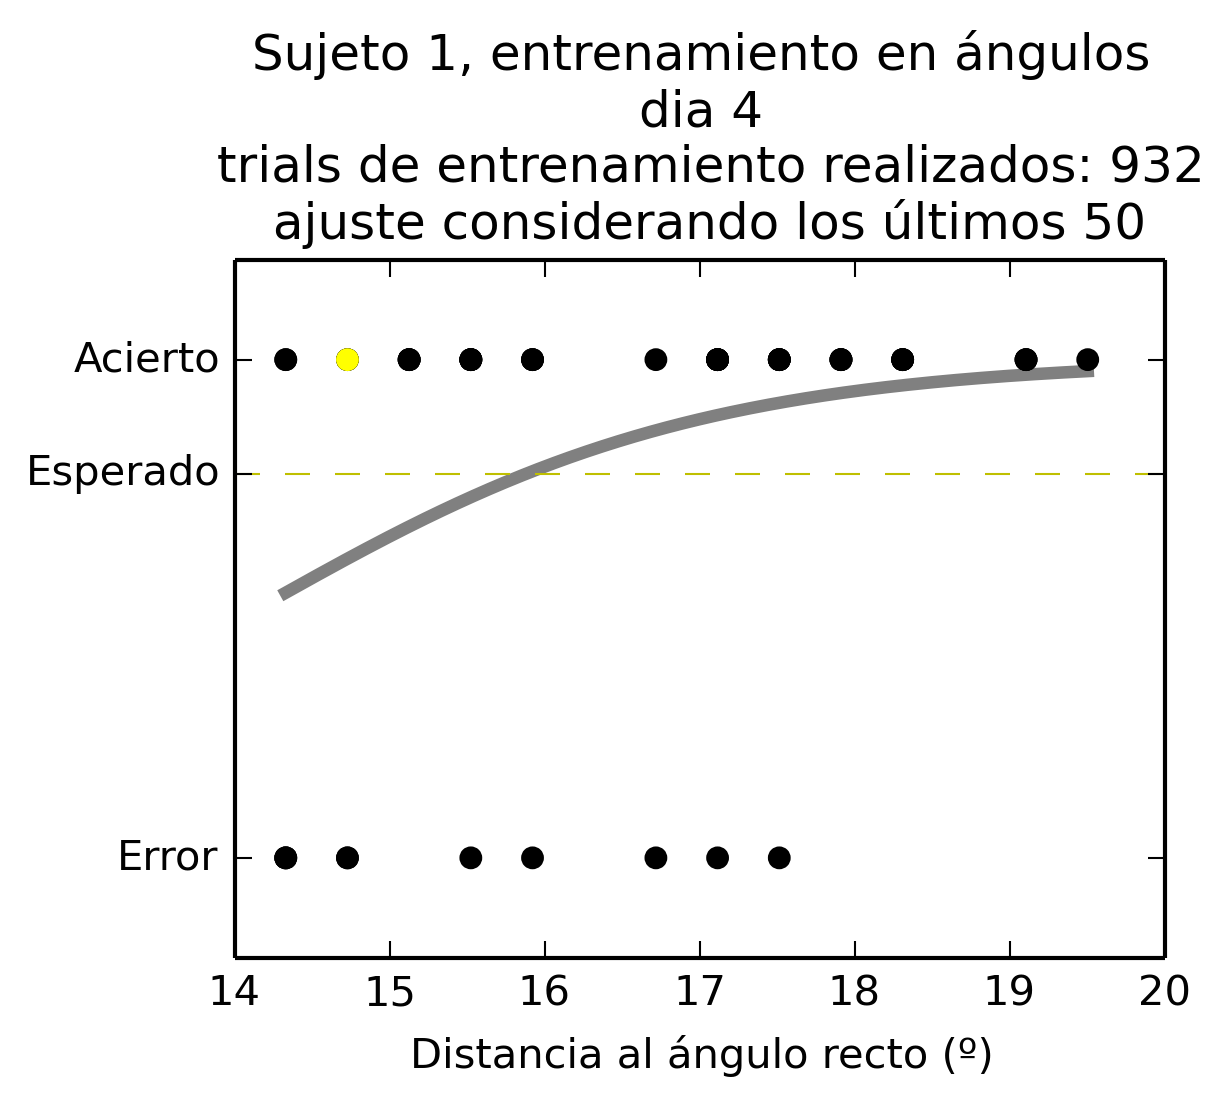 Sujeto 1, entrenamiento en ángulos
dia 4
trials de entrenamiento realizados: 932
ajuste considerando los últimos 50
Acierto
Esperado
Error
14 15 16 17 18 19 20
Distancia al ángulo recto (º)